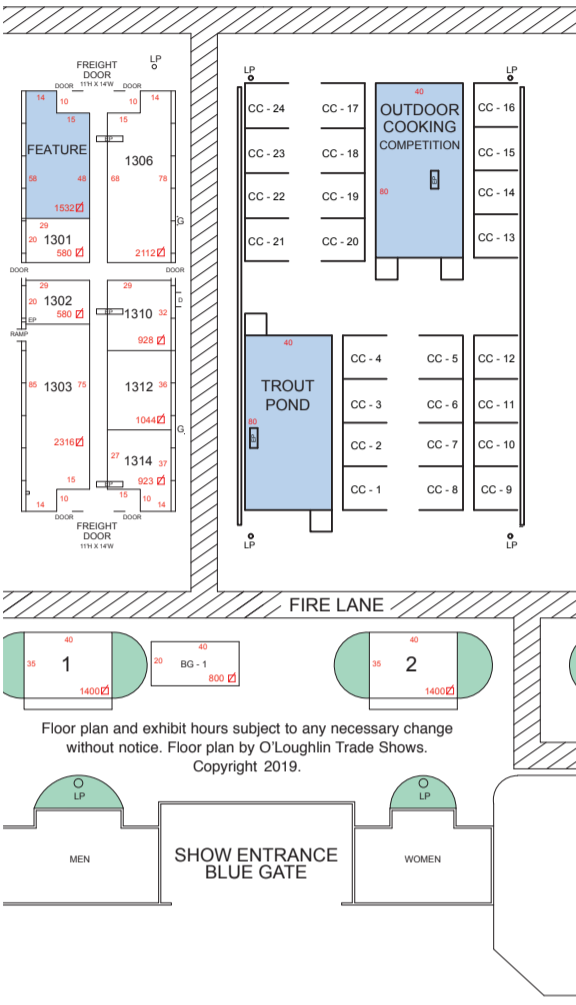 FREIGHT
DOOR
11'H X 14'W
LP
DOOR
DOOR
14
10
10
14
15
15
EP
FEATURE
1306
58
48
68
78
1532
29
20
1301
580
2112
G
DOOR
DOOR
29
20
1302
580
EP
EP
1310
32
D
928
RAMP
85
1303
75
1312
36
1044
G
2316
27
1314
37
923
15
EP
15
14
10
10
14
DOOR
DOOR
FREIGHT
DOOR
11'H X 14'W
LP
LP
CC - 24
CC - 17
40
OUTDOOR
COOKING
COMPETITION
CC - 16
CC - 23
CC - 18
CC - 15
80
EP
CC - 22
CC - 19
CC - 14
CC - 21
CC - 20
CC - 13
40
TROUT
POND
80
EP
CC - 4
CC - 5
CC - 12
CC - 3
CC - 6
CC - 11
CC - 2
CC - 7
CC - 10
CC - 1
CC - 8
CC - 9
LP
LP
FIRE LANE
40
35
1
1400
40
20
BG - 1
800
40
35
2
1400
Floor plan and exhibit hours subject to any necessary change
without notice. Floor plan by O'Loughlin Trade Shows.
Copyright 2019.
LP
LP
MEN
SHOW ENTRANCE
BLUE GATE
WOMEN